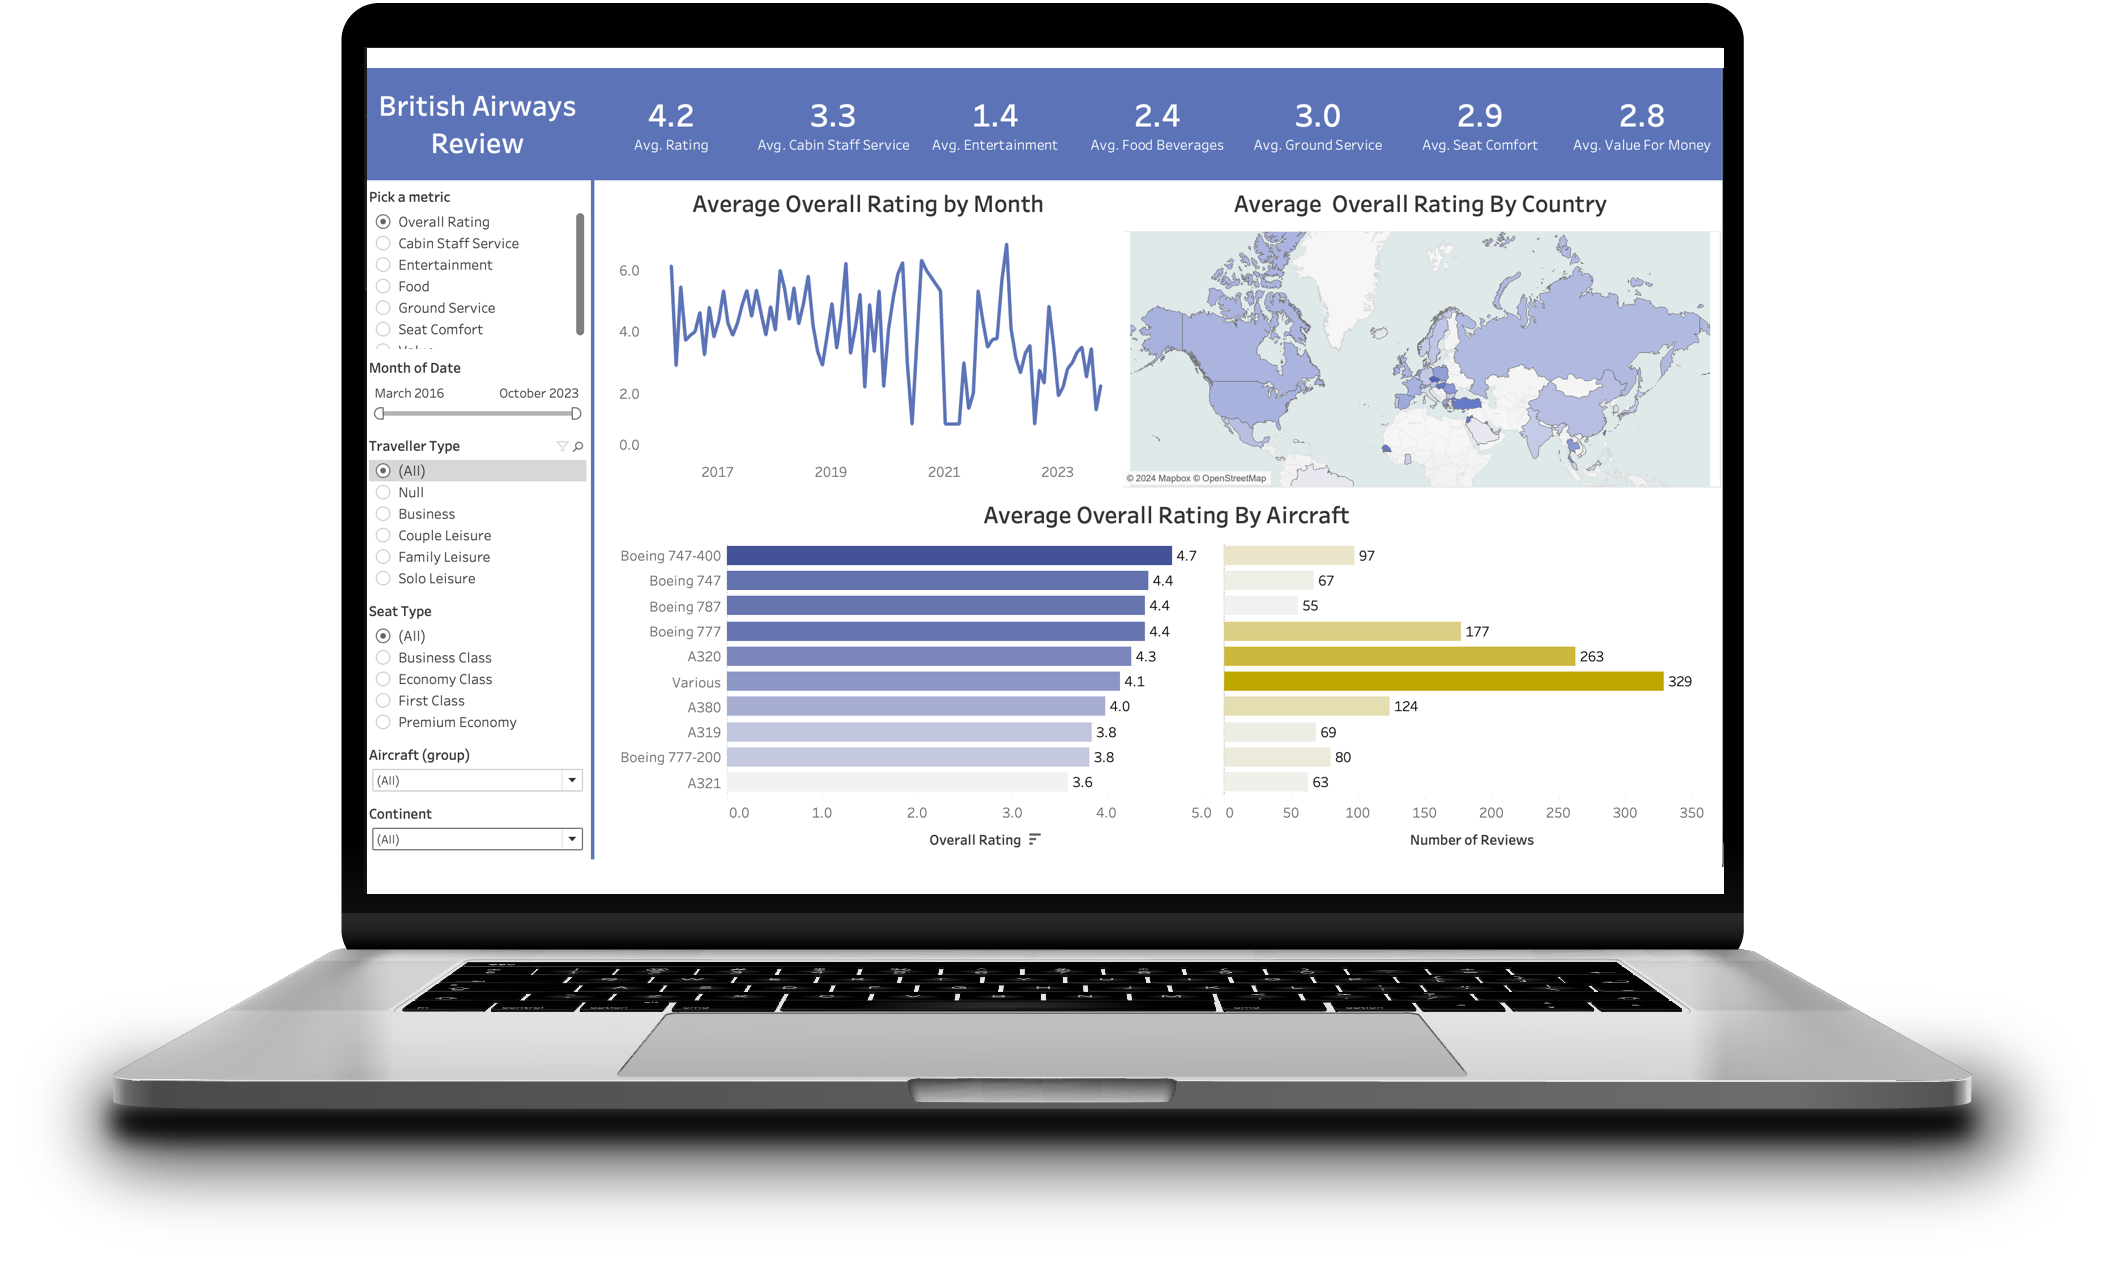 British Airways
Review
4.2
Avg. Rating
3.3
Avg. Cabin Staff Service
1.4
Avg. Entertainment
2.4
Avg. Food Beverages
3.0
Avg. Ground Service
2.9
Avg. Seat Comfort
2.8
Avg. Value For Money
Pick a metric
Overall Rating
Cabin Staff Service
Entertainment
Food
Ground Service
Seat Comfort
Month of Date
March 2016 October 2023
Traveller Type
(All)
Null
Business
Couple Leisure
Family Leisure
Solo Leisure
Seat Type
(All)
Business Class
Economy Class
First Class
Premium Economy
Aircraft (group)
(All)
Continent
(All)
Average Overall Rating by Month
6.0
4.0
2.0
0.0
2017 2019 2021 2023
Average Overall Rating By Country
© 2024 Mapbox © OpenStreetMap
Average Overall Rating By Aircraft
Boeing 747-400 4.7 97
Boeing 747 4.4 67
Boeing 787 4.4 55
Boeing 777 4.4 177
A320 4.3 263
Various 4.1 329
A380 4.0 124
A319 3.8 69
Boeing 777-200 3.8 80
A321 3.6 63
0.0 1.0 2.0 3.0 4.0 5.0 0 50 100 150 200 250 300 350
Overall Rating Number of Reviews